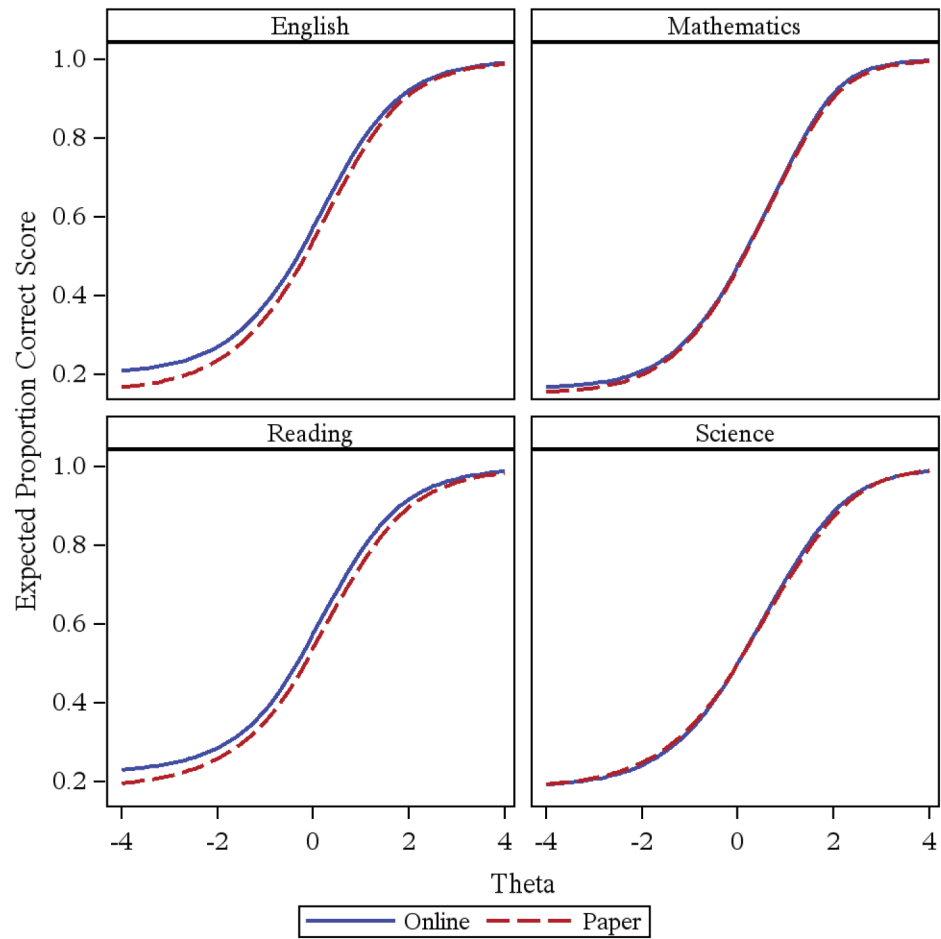 English
Mathematics
1.0
0.8
0.6
0.4
0.2
Expected Proportion Correct Score
Reading
Science
1.0
0.8
0.6
0.4
0.2
-4 -2 0 2 4
-4 -2 0 2 4
Theta
Online Paper